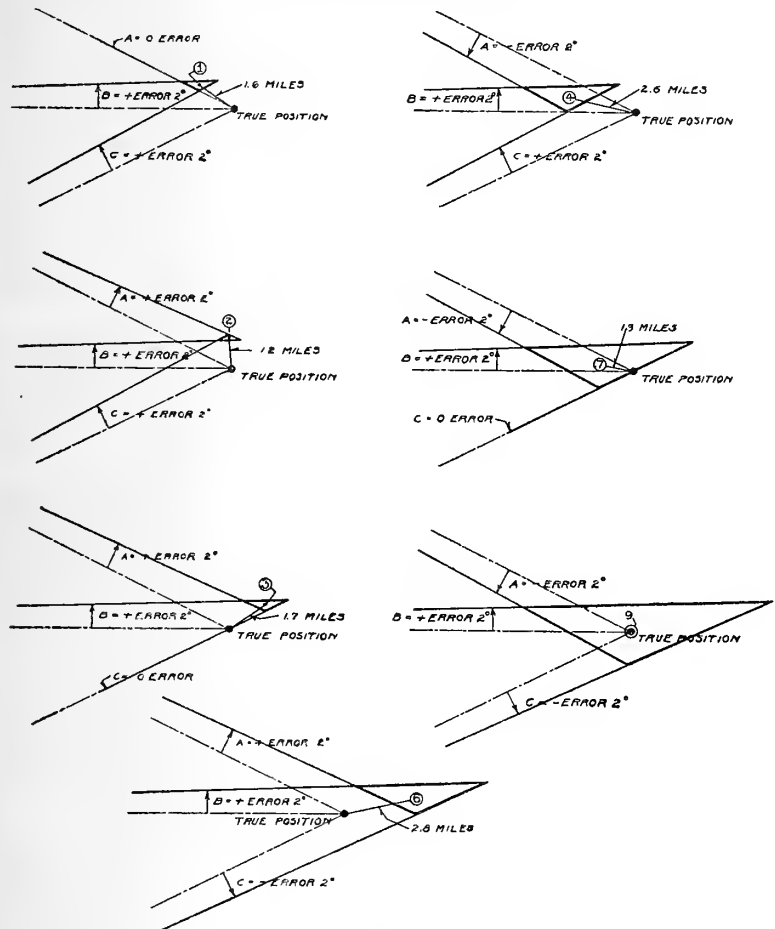 A = 0 ERROR
①
1.6 MILES
B = + ERROR 2°
TRUE POSITION
C = + ERROR 2°
A = - ERROR 2°
B = + ERROR 2°
④
2.6 MILES
TRUE POSITION
C = + ERROR 2°
A = + ERROR 2°
②
B = + ERROR 2°
1.2 MILES
TRUE POSITION
C = + ERROR 2°
A = - ERROR 2°
1.3 MILES
B = + ERROR 2°
⑦
TRUE POSITION
C = 0 ERROR
A = + ERROR 2°
③
B = + ERROR 2°
1.7 MILES
TRUE POSITION
C = 0 ERROR
A = - ERROR 2°
B = + ERROR 2°
9
TRUE POSITION
C = - ERROR 2°
A = + ERROR 2°
B = + ERROR 2°
⑥
TRUE POSITION
2.8 MILES
C = - ERROR 2°